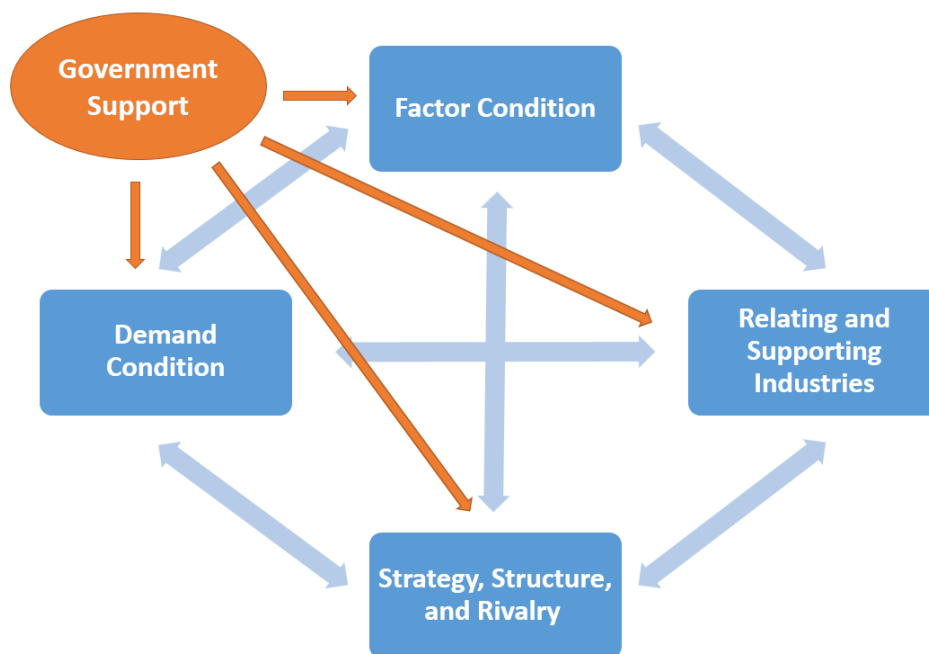 Government
Support
Factor Condition
Demand
Condition
Relating and
Supporting
Industries
Strategy, Structure,
and Rivalry